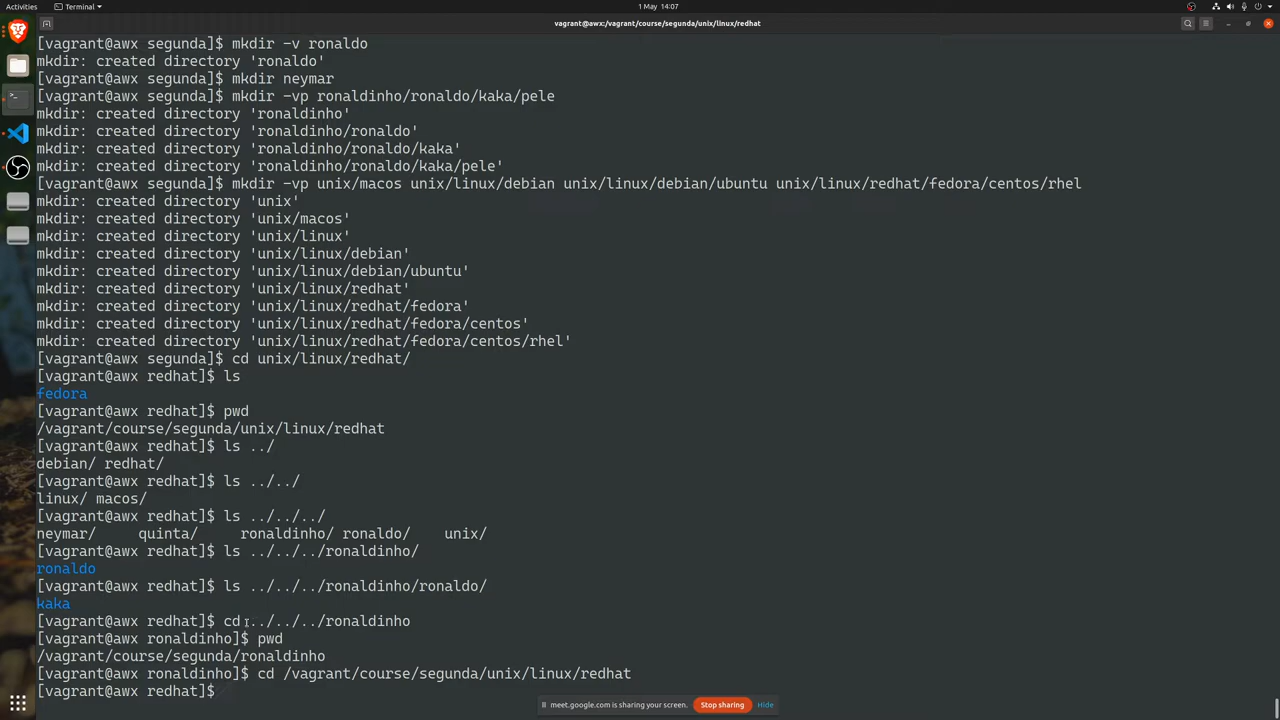 Activities
Terminal
1 May 14:07
vagrant@awx:/vagrant/course/segunda/unix/linux/redhat
[vagrant@awx segunda]$ mkdir -v ronaldo
mkdir: created directory 'ronaldo'
[vagrant@awx segunda]$ mkdir neymar
[vagrant@awx segunda]$ mkdir -vp ronaldinho/ronaldo/kaka/pele
mkdir: created directory 'ronaldinho'
mkdir: created directory 'ronaldinho/ronaldo'
mkdir: created directory 'ronaldinho/ronaldo/kaka'
mkdir: created directory 'ronaldinho/ronaldo/kaka/pele'
[vagrant@awx segunda]$ mkdir -vp unix/macos unix/linux/debian unix/linux/debian/ubuntu unix/linux/redhat/fedora/centos/rhel
mkdir: created directory 'unix'
mkdir: created directory 'unix/macos'
mkdir: created directory 'unix/linux'
mkdir: created directory 'unix/linux/debian'
mkdir: created directory 'unix/linux/debian/ubuntu'
mkdir: created directory 'unix/linux/redhat'
mkdir: created directory 'unix/linux/redhat/fedora'
mkdir: created directory 'unix/linux/redhat/fedora/centos'
mkdir: created directory 'unix/linux/redhat/fedora/centos/rhel'
[vagrant@awx segunda]$ cd unix/linux/redhat/
[vagrant@awx redhat]$ ls
fedora
[vagrant@awx redhat]$ pwd
/vagrant/course/segunda/unix/linux/redhat
[vagrant@awx redhat]$ ls ../
debian/ redhat/
[vagrant@awx redhat]$ ls ../../
linux/ macos/
[vagrant@awx redhat]$ ls ../../../
neymar/ quinta/ ronaldinho/ ronaldo/ unix/
[vagrant@awx redhat]$ ls ../../../ronaldinho/
ronaldo
[vagrant@awx redhat]$ ls ../../../ronaldinho/ronaldo/
kaka
[vagrant@awx redhat]$ cd ../../../ronaldinho
[vagrant@awx ronaldinho]$ pwd
/vagrant/course/segunda/ronaldinho
[vagrant@awx ronaldinho]$ cd /vagrant/course/segunda/unix/linux/redhat
[vagrant@awx redhat]$
meet.google.com is sharing your screen. Stop sharing Hide